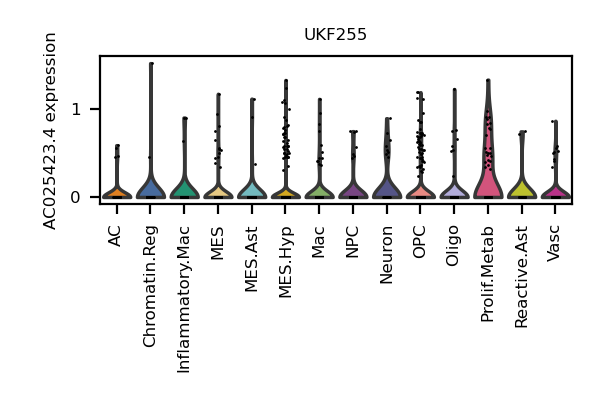 UKF255
AC025423.4 expression
1
0
AC
Chromatin.Reg
Inflammatory.Mac
MES
MES.Ast
MES.Hyp
Mac
NPC
Neuron
OPC
Oligo
Prolif.Metab
Reactive.Ast
Vasc